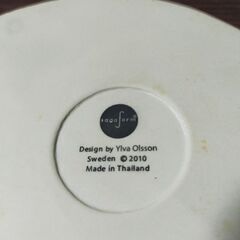 sagaform
Design by Ylva Olsson
Sweden © 2010
Made in Thailand